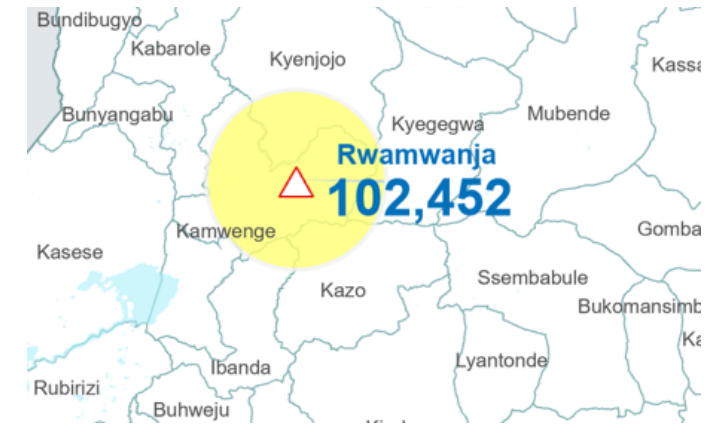 Bundibugyo
Kabarole
Kyenjojo
Kassa
Bunyangabu
Kyegegwa
Mubende
Rwamwanja
102,452
Kamwenge
Gomba
Kasese
Ssembabule
Kazo
Bukomansimb
Ka
Lyantonde
Ibanda
Rubirizi
Buhweju